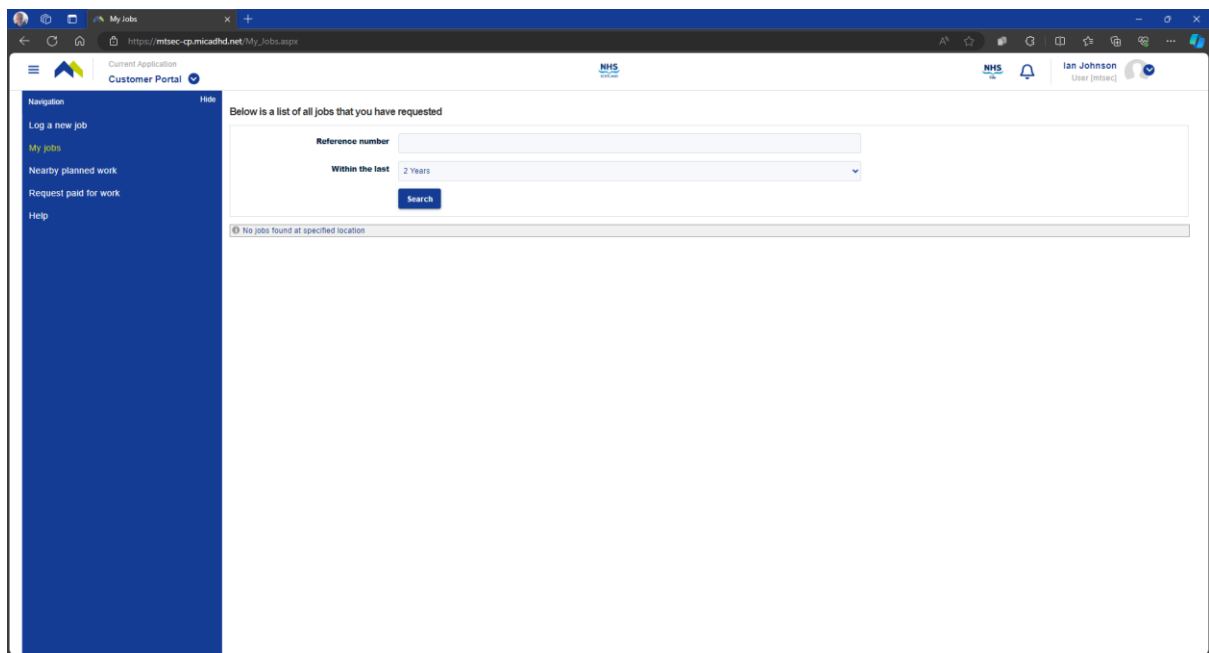 My Jobs
https://mtsec-cp.micadhd.net/My_Jobs.aspx
Current Application
Customer Portal
NHS
SCOTLAND
NHS
Ian Johnson
User [mtsec]
Navigation
Hide
Log a new job
My jobs
Nearby planned work
Request paid for work
Help
Below is a list of all jobs that you have requested
Reference number
Within the last
2 Years
Search
No jobs found at specified location